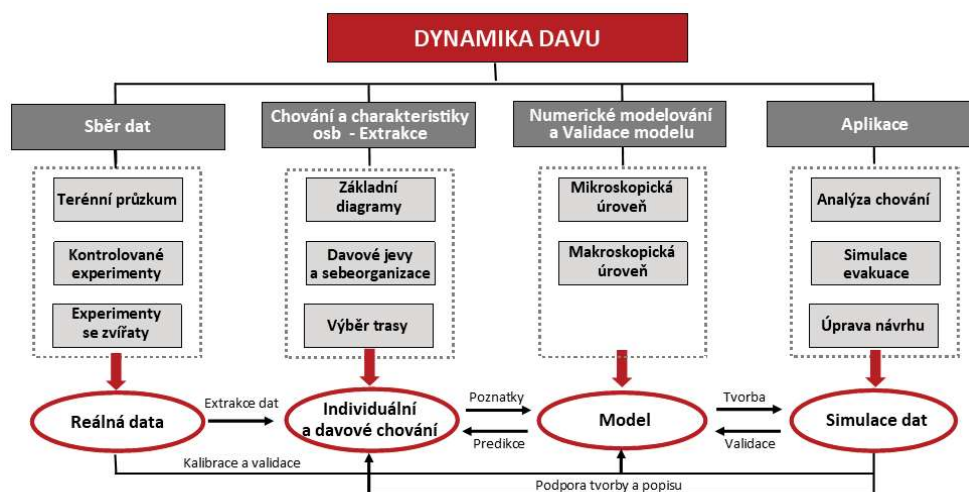 DYNAMIKA DAVU
Sběr dat
Chování a charakteristiky
osb - Extrakce
Numerické modelování
a Validace modelu
Aplikace
Terénní průzkum
Kontrolované
experimenty
Experimenty
se zvířaty
Základní
diagramy
Davové jevy
a sebeorganizace
Výběr trasy
Mikroskopická
úroveň
Makroskopická
úroveň
Analýza chování
Simulace
evakuace
Úprava návrhu
Reálná data
Extrakce dat
Individuální
a davové chování
Poznatky
Predikce
Model
Tvorba
Validace
Simulace dat
Kalibrace a validace
Podpora tvorby a popisu